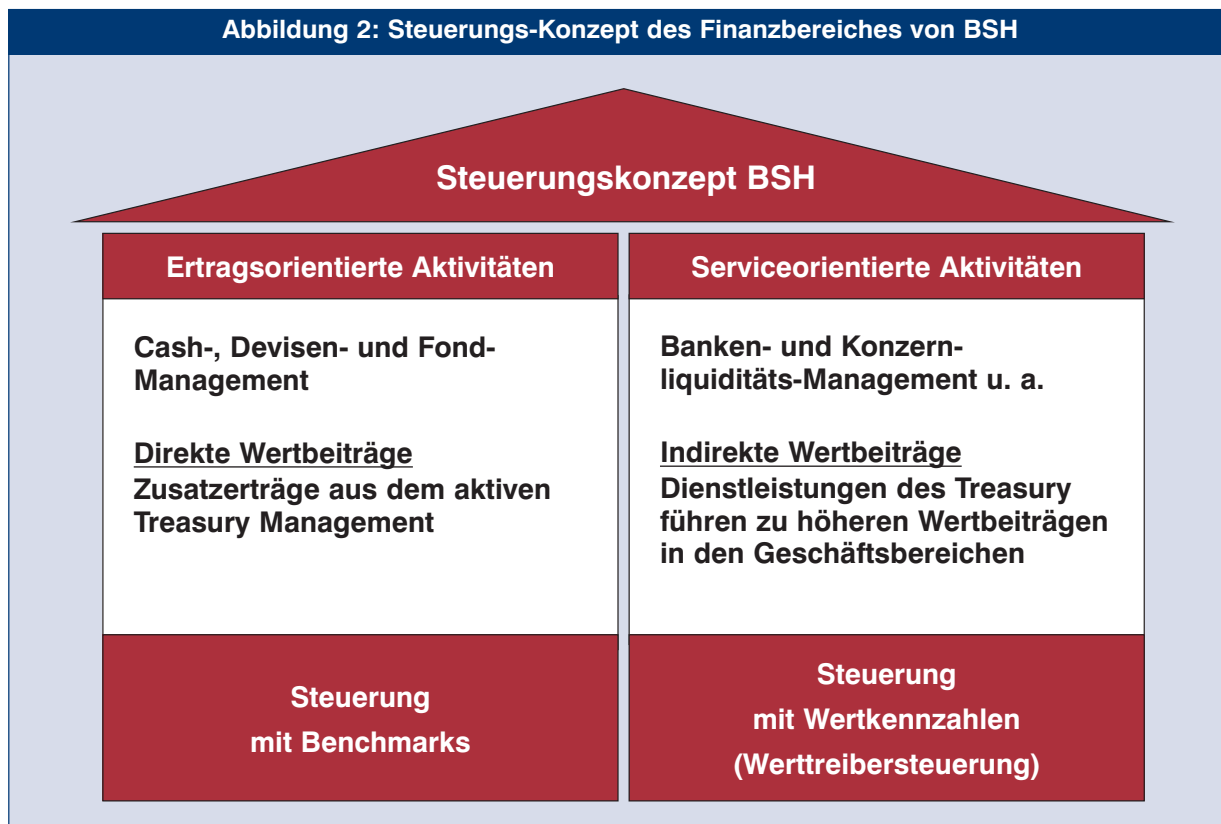 Abbildung 2: Steuerungs-Konzept des Finanzbereiches von BSH
Steuerungskonzept BSH
Ertragsorientierte Aktivitäten
Cash-, Devisen- und Fond-
Management
Direkte Wertbeiträge
Zusatzerträge aus dem aktiven
Treasury Management
Steuerung
mit Benchmarks
Serviceorientierte Aktivitäten
Banken- und Konzern-
liquiditäts-Management u. a.
Indirekte Wertbeiträge
Dienstleistungen des Treasury
führen zu höheren Wertbeiträgen
in den Geschäftsbereichen
Steuerung
mit Wertkennzahlen
(Werttreibersteuerung)